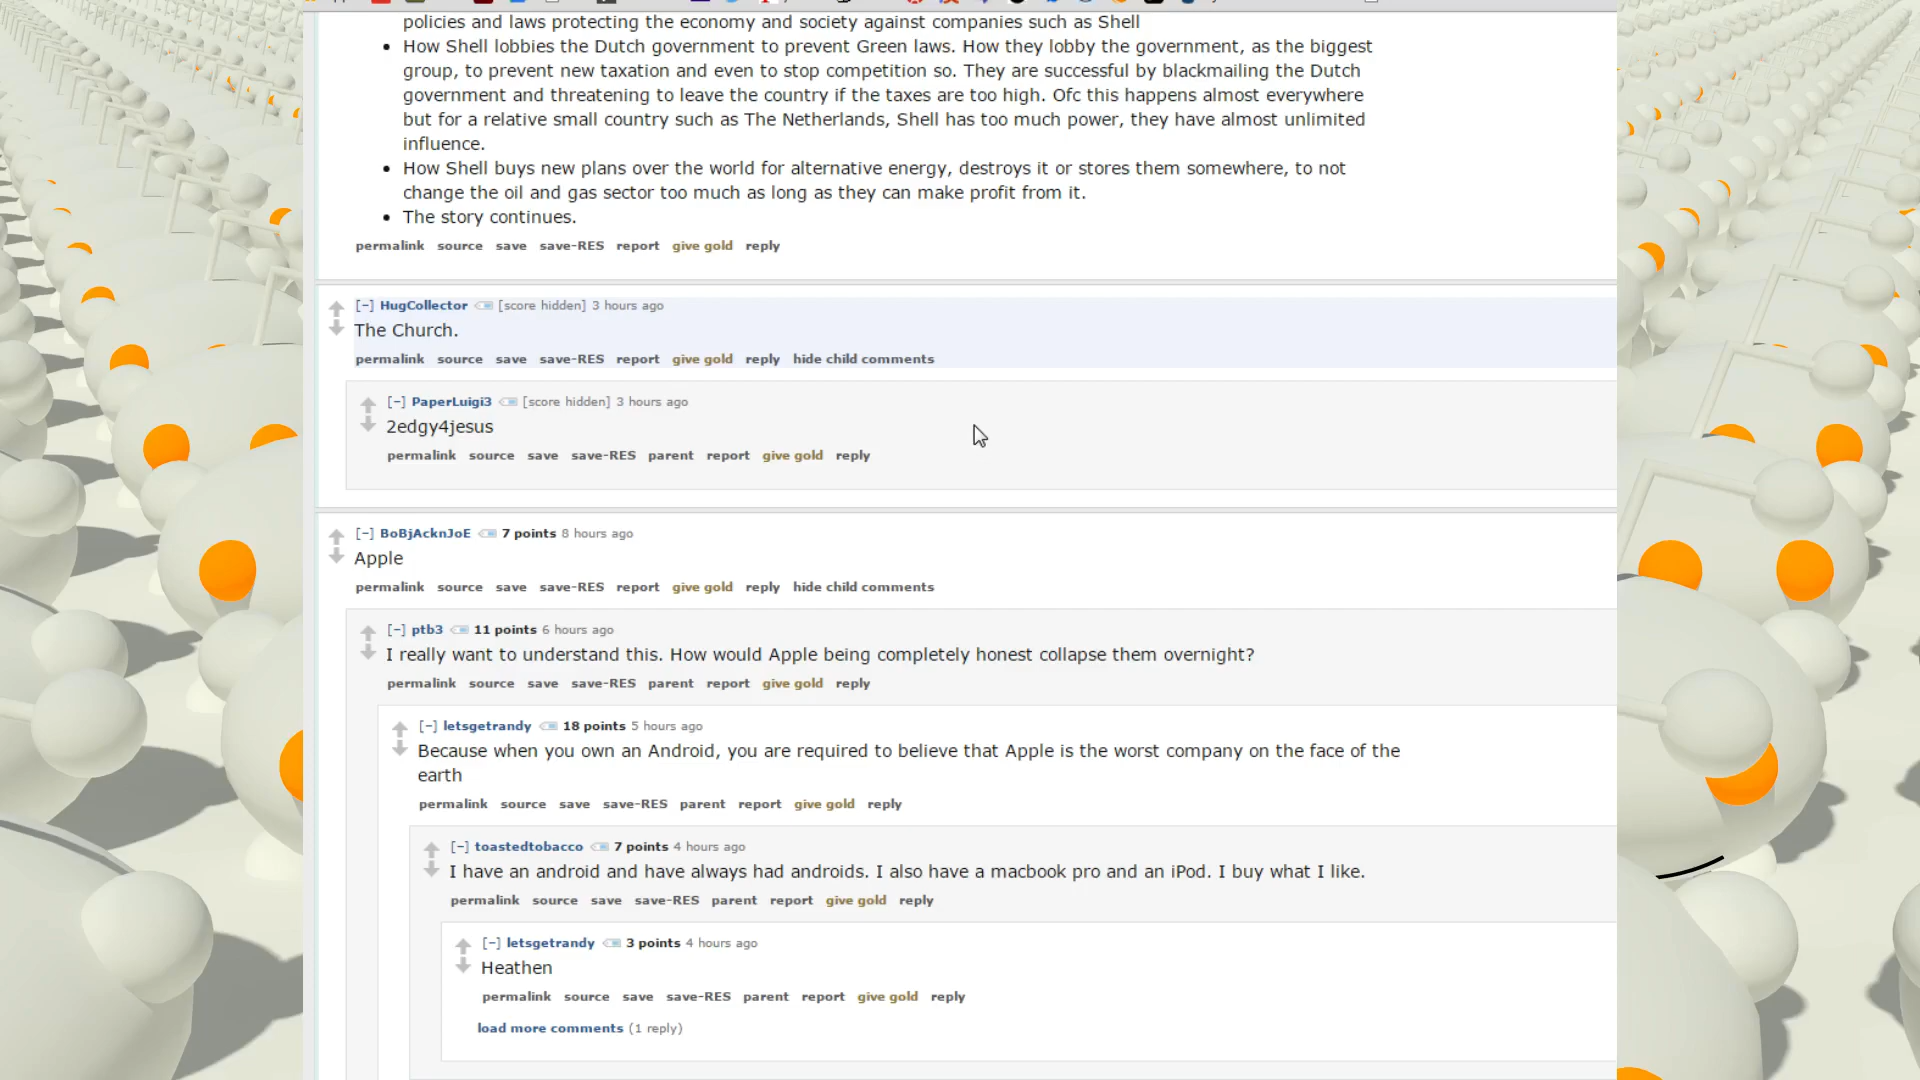 policies and laws protecting the economy and society against companies such as Shell
• How Shell lobbies the Dutch government to prevent Green laws. How they lobby the government, as the biggest
group, to prevent new taxation and even to stop competition so. They are successful by blackmailing the Dutch
government and threatening to leave the country if the taxes are too high. Ofc this happens almost everywhere
but for a relative small country such as The Netherlands, Shell has too much power, they have almost unlimited
influence.
• How Shell buys new plans over the world for alternative energy, destroys it or stores them somewhere, to not
change the oil and gas sector too much as long as they can make profit from it.
• The story continues.
permalink source save save-RES report give gold reply
[-] HugCollector [score hidden] 3 hours ago
The Church.
permalink source save save-RES report give gold reply hide child comments
[-] PaperLuigi3 [score hidden] 3 hours ago
2edgy4jesus
permalink source save save-RES parent report give gold reply
[-] BoBjAcknJoE 7 points 8 hours ago
Apple
permalink source save save-RES report give gold reply hide child comments
[-] ptb3 11 points 6 hours ago
I really want to understand this. How would Apple being completely honest collapse them overnight?
permalink source save save-RES parent report give gold reply
[-] letsgetrandy 18 points 5 hours ago
Because when you own an Android, you are required to believe that Apple is the worst company on the face of the
earth
permalink source save save-RES parent report give gold reply
[-] toastedtobacco 7 points 4 hours ago
I have an android and have always had androids. I also have a macbook pro and an iPod. I buy what I like.
permalink source save save-RES parent report give gold reply
[-] letsgetrandy 3 points 4 hours ago
Heathen
permalink source save save-RES parent report give gold reply
load more comments (1 reply)